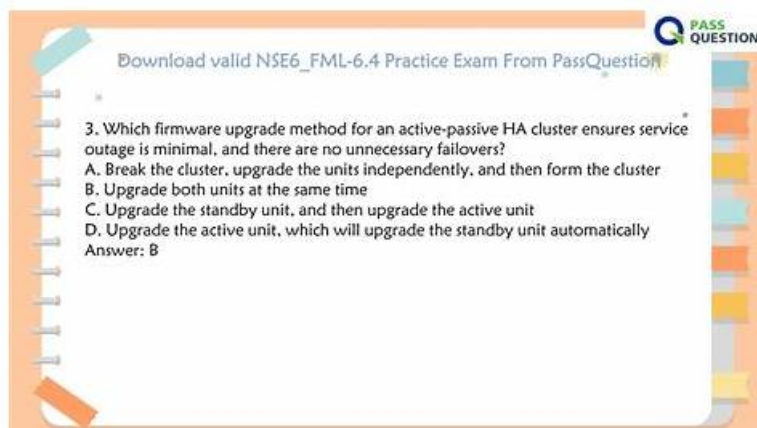 PASS
QUESTION
Download valid NSE6_FML-6.4 Practice Exam From PassQuestion
3. Which firmware upgrade method for an active-passive HA cluster ensures service
outage is minimal, and there are no unnecessary failovers?
A. Break the cluster, upgrade the units independently, and then form the cluster
B. Upgrade both units at the same time
C. Upgrade the standby unit, and then upgrade the active unit
D. Upgrade the active unit, which will upgrade the standby unit automatically
Answer: B